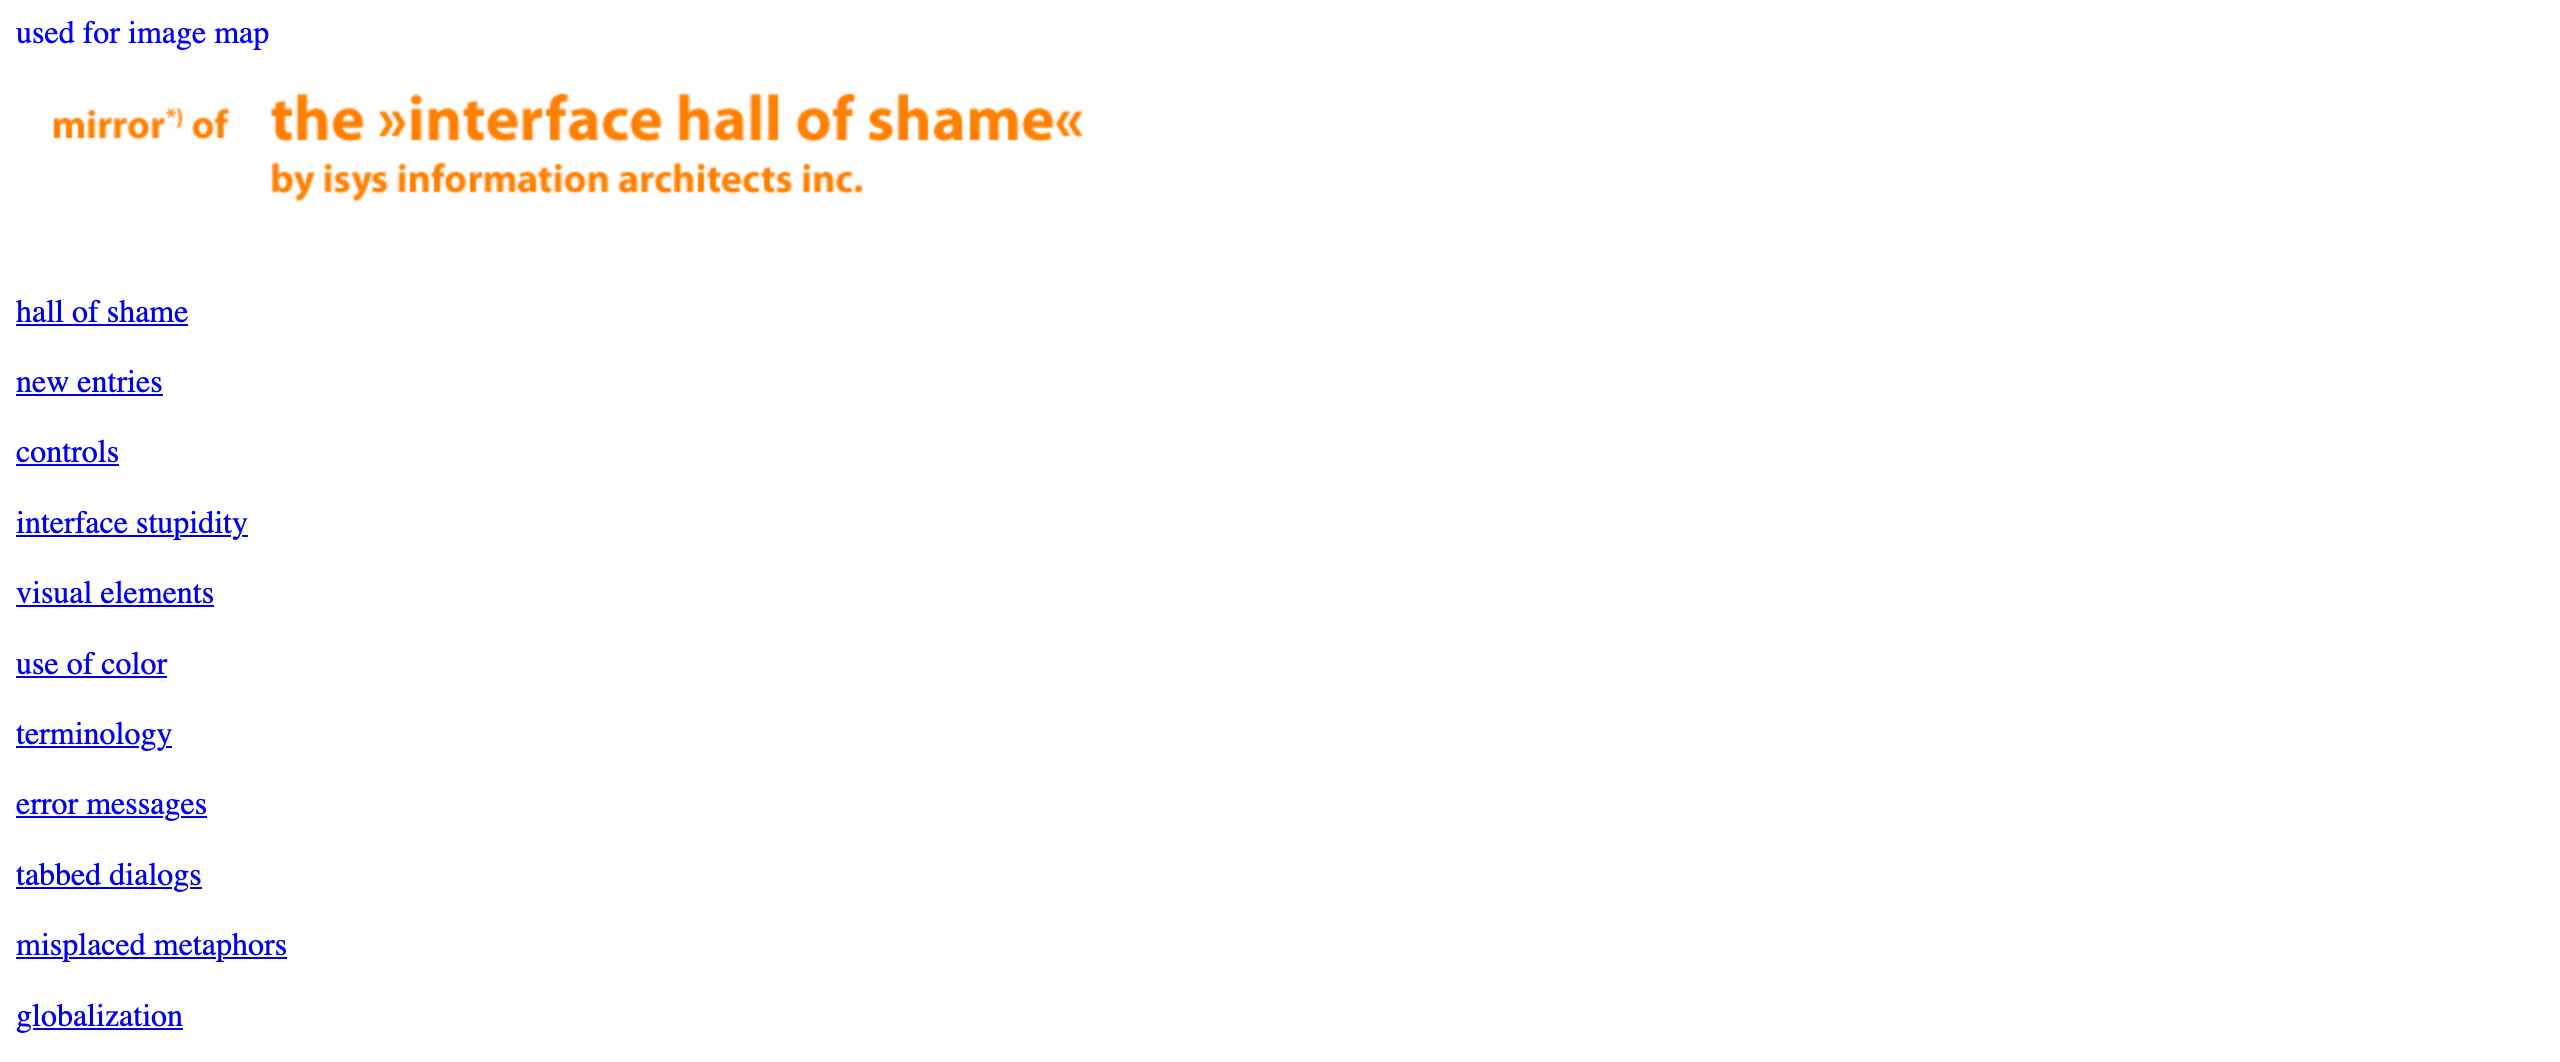 used for image map
mirror*) of the »interface hall of shame«
by isys information architects inc.
hall of shame
new entries
controls
interface stupidity
visual elements
use of color
terminology
error messages
tabbed dialogs
misplaced metaphors
globalization